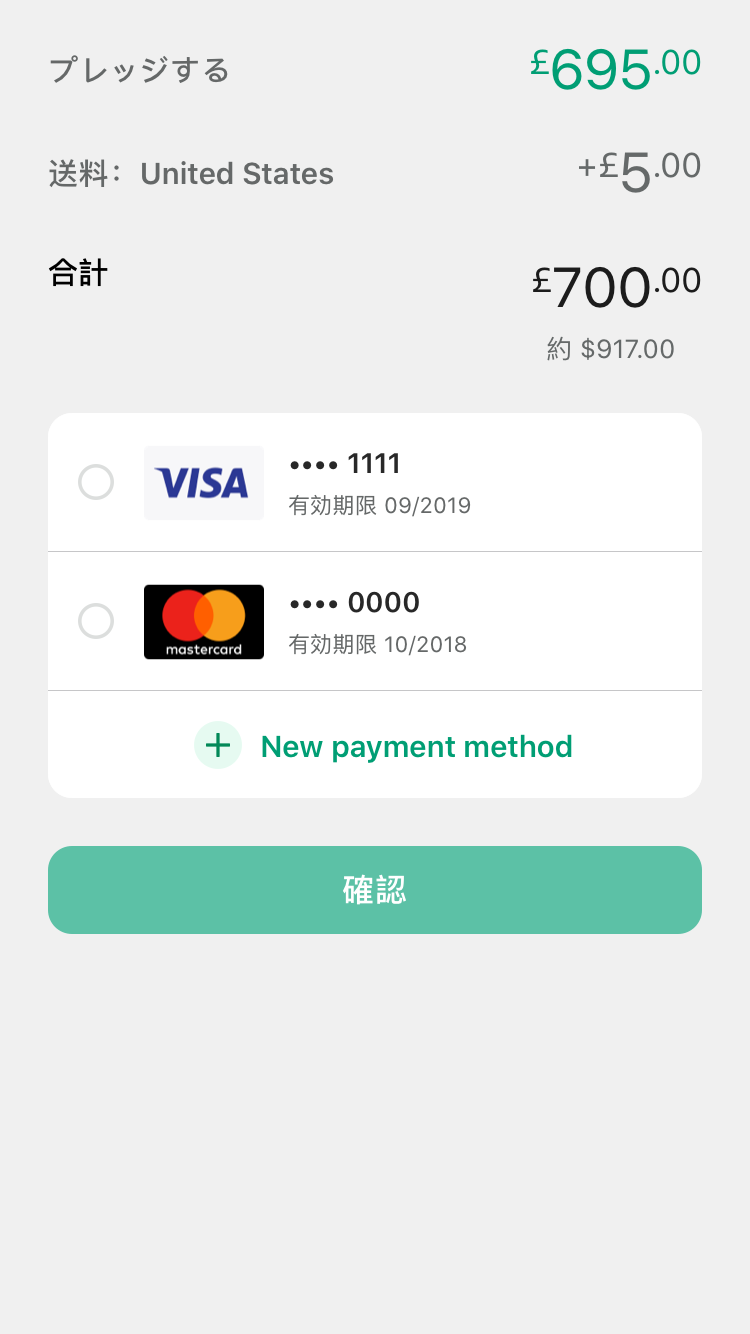 プレッジする £695.00
送料: United States +£5.00
合計 £700.00
約 $917.00
VISA •••• 1111
有効期限 09/2019
mastercard •••• 0000
有効期限 10/2018
+ New payment method
確認